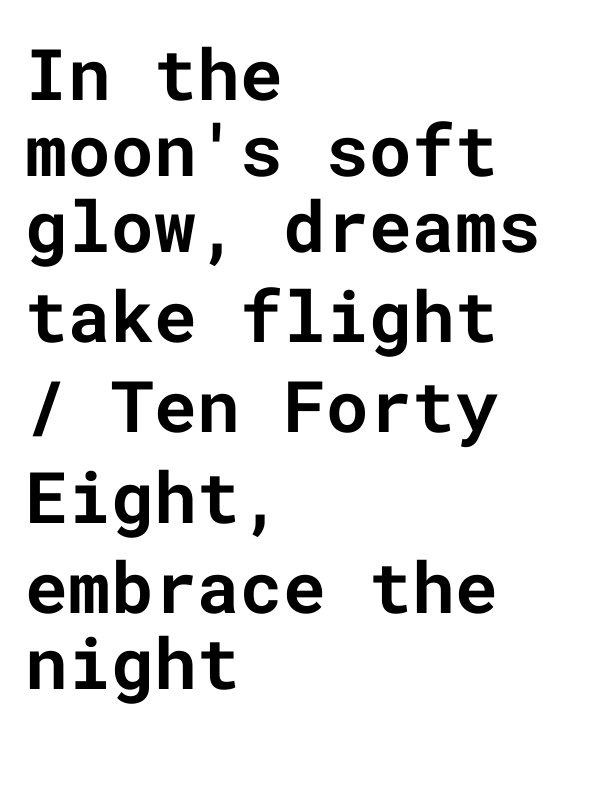 In the
moon's soft
glow, dreams
take flight
/ Ten Forty
Eight,
embrace the
night